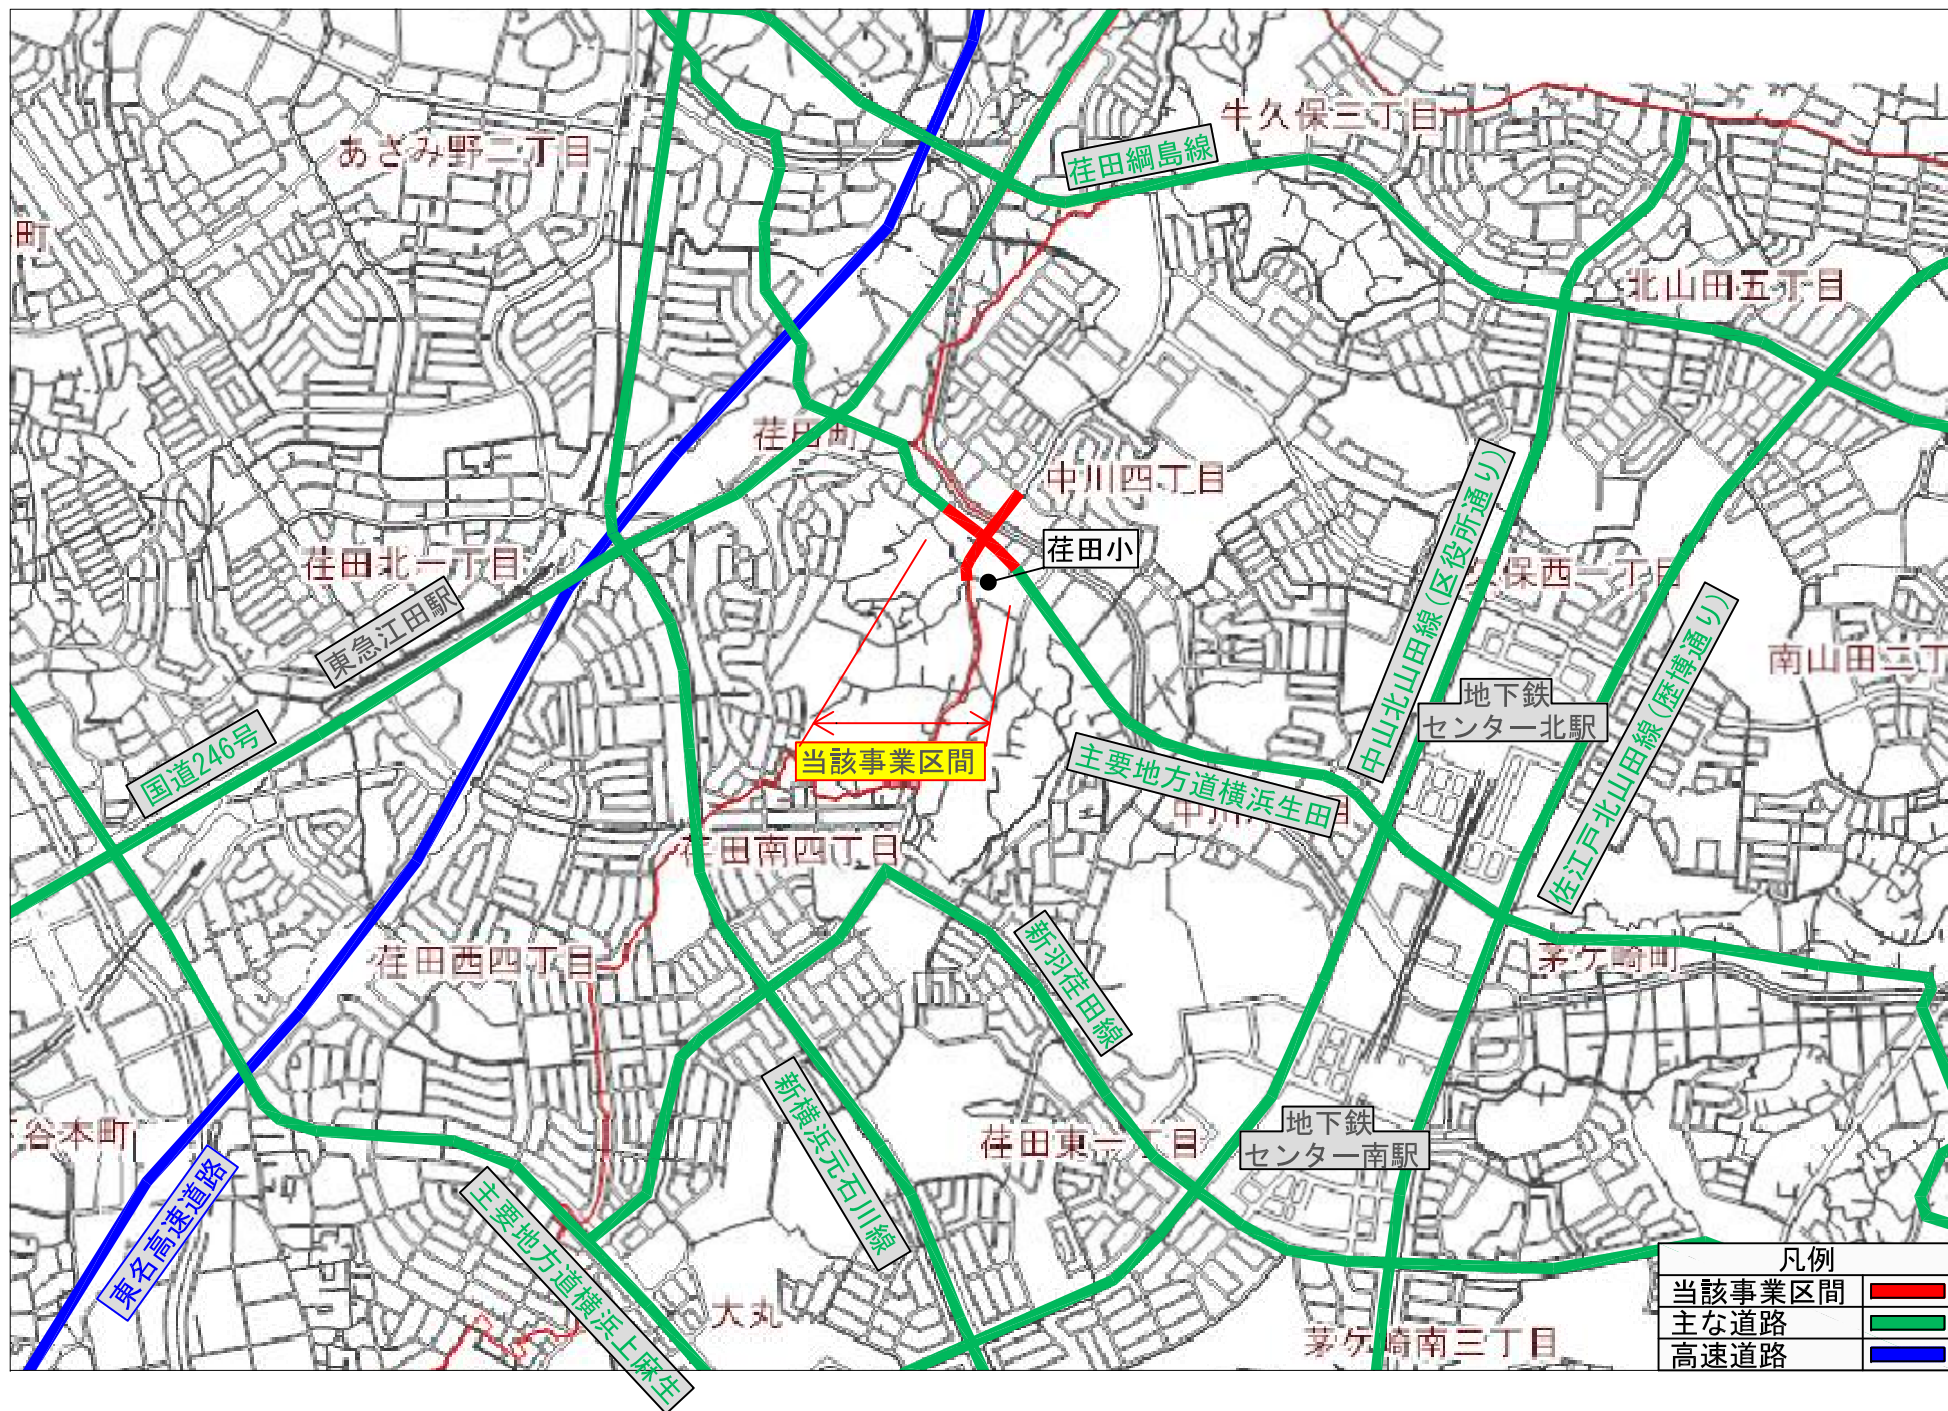 牛久保三丁目
荏田綱島線
あざみ野二丁目
町
北山田五丁目
荏田町
中川四丁目
荏田小
荏田北一丁目
東急江田駅
中山北山田線(区役所通り)
久保西一丁目
佐江戸北山田線(歴博通り)
南山田二丁
地下鉄
センター北駅
国道246号
当該事業区間
主要地方道横浜生田
中川
目
荏田南四丁目
新羽荏田線
荏田西四丁目
茅ケ崎町
新横浜元石川線
谷本町
荏田東一丁目
地下鉄
センター南駅
東名高速道路
主要地方道横浜上麻生
大丸
茅ケ崎南三丁目
凡例
当該事業区間
主な道路
高速道路